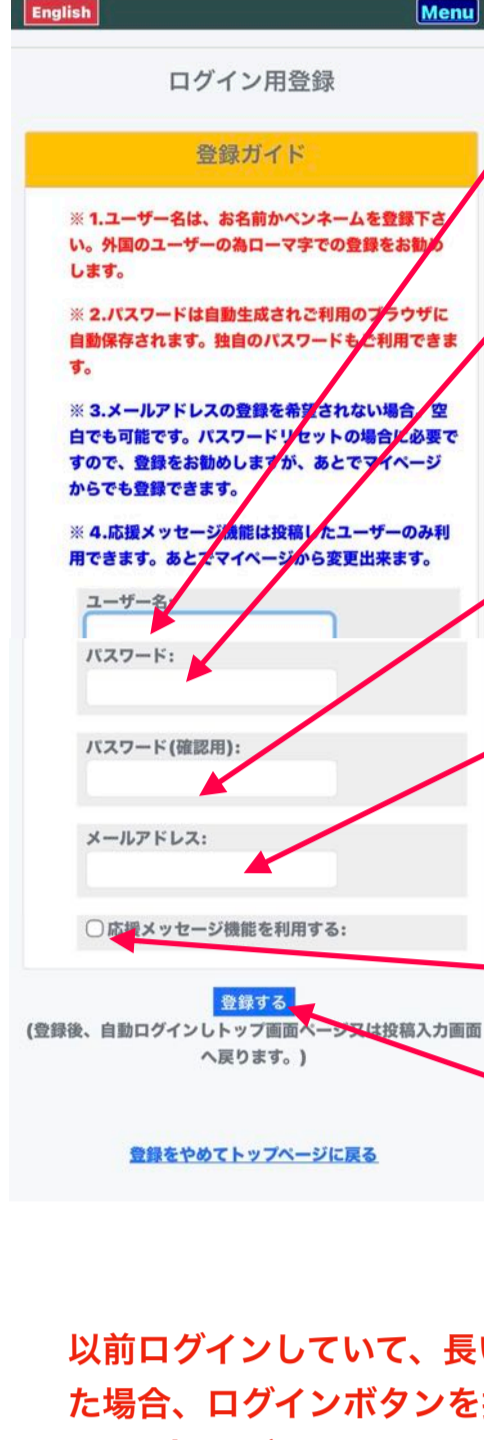 English
Menu
ログイン用登録
登録ガイド
※ 1.ユーザー名は、お名前かペンネームを登録下さ
い。外国のユーザーの為ローマ字での登録をお勧め
します。
※ 2.パスワードは自動生成されご利用のブラウザに
自動保存されます。独自のパスワードもご利用できま
す。
※ 3.メールアドレスの登録を希望されない場合、空
白でも可能です。パスワードリセットの場合に必要で
すので、登録をお勧めしますが、あとでマイページ
からでも登録できます。
※ 4.応援メッセージ機能は投稿したユーザーのみ利
用できます。あとでマイページから変更出来ます。
ユーザー名:
パスワード:
パスワード(確認用):
メールアドレス:
応援メッセージ機能を利用する:
登録する
(登録後、自動ログインしトップ画面ページ又は投稿入力画面
へ戻ります。)
登録をやめてトップページに戻る
以前ログインしていて、長
た場合、ログインボタンを